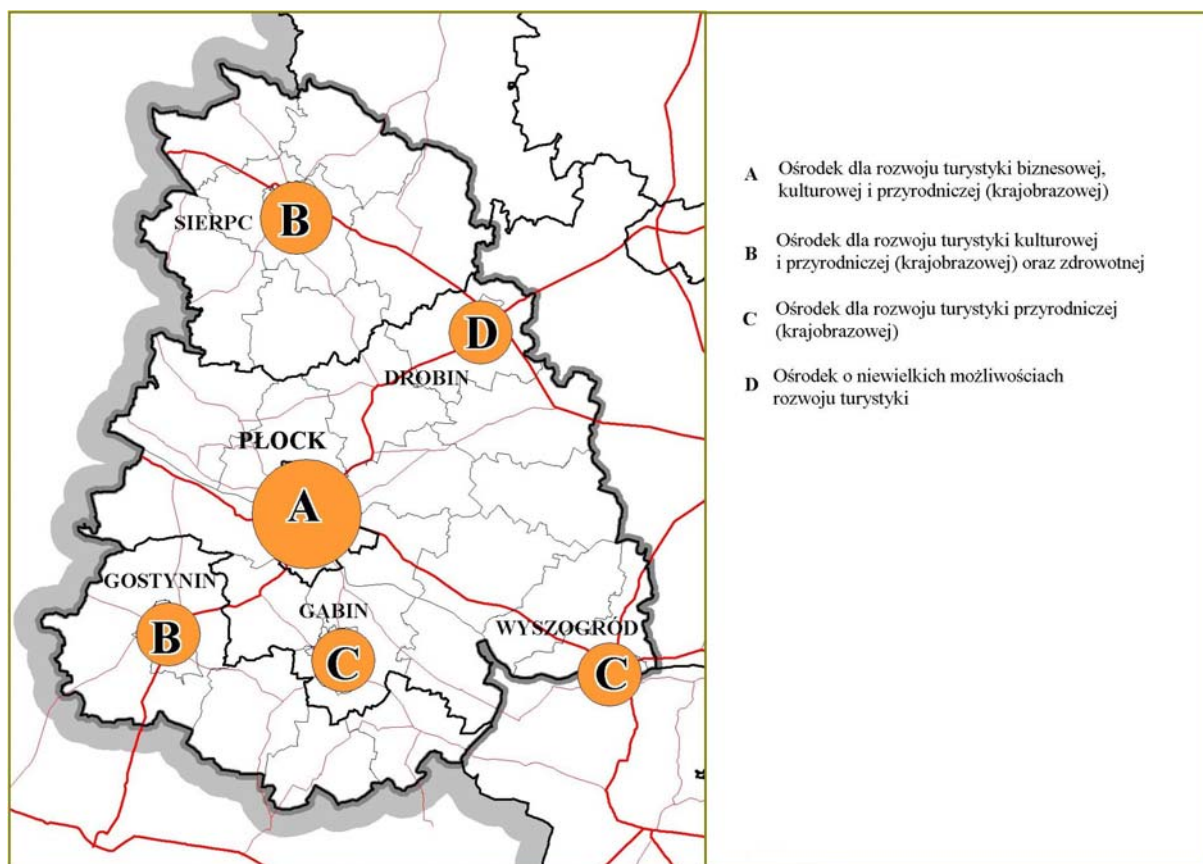 SIERPC
B
D
DROBIN
PŁOCK
A
GOSTYNIN
B
GABIN
C
WYSZOGRÓD
C
A Ośrodek dla rozwoju turystyki biznesowej,
kulturowej i przyrodniczej (krajobrazowej)
B Ośrodek dla rozwoju turystyki kulturowej
i przyrodniczej (krajobrazowej) oraz zdrowotnej
C Ośrodek dla rozwoju turystyki przyrodniczej
(krajobrazowej)
D Ośrodek o niewielkich możliwościach
rozwoju turystyki